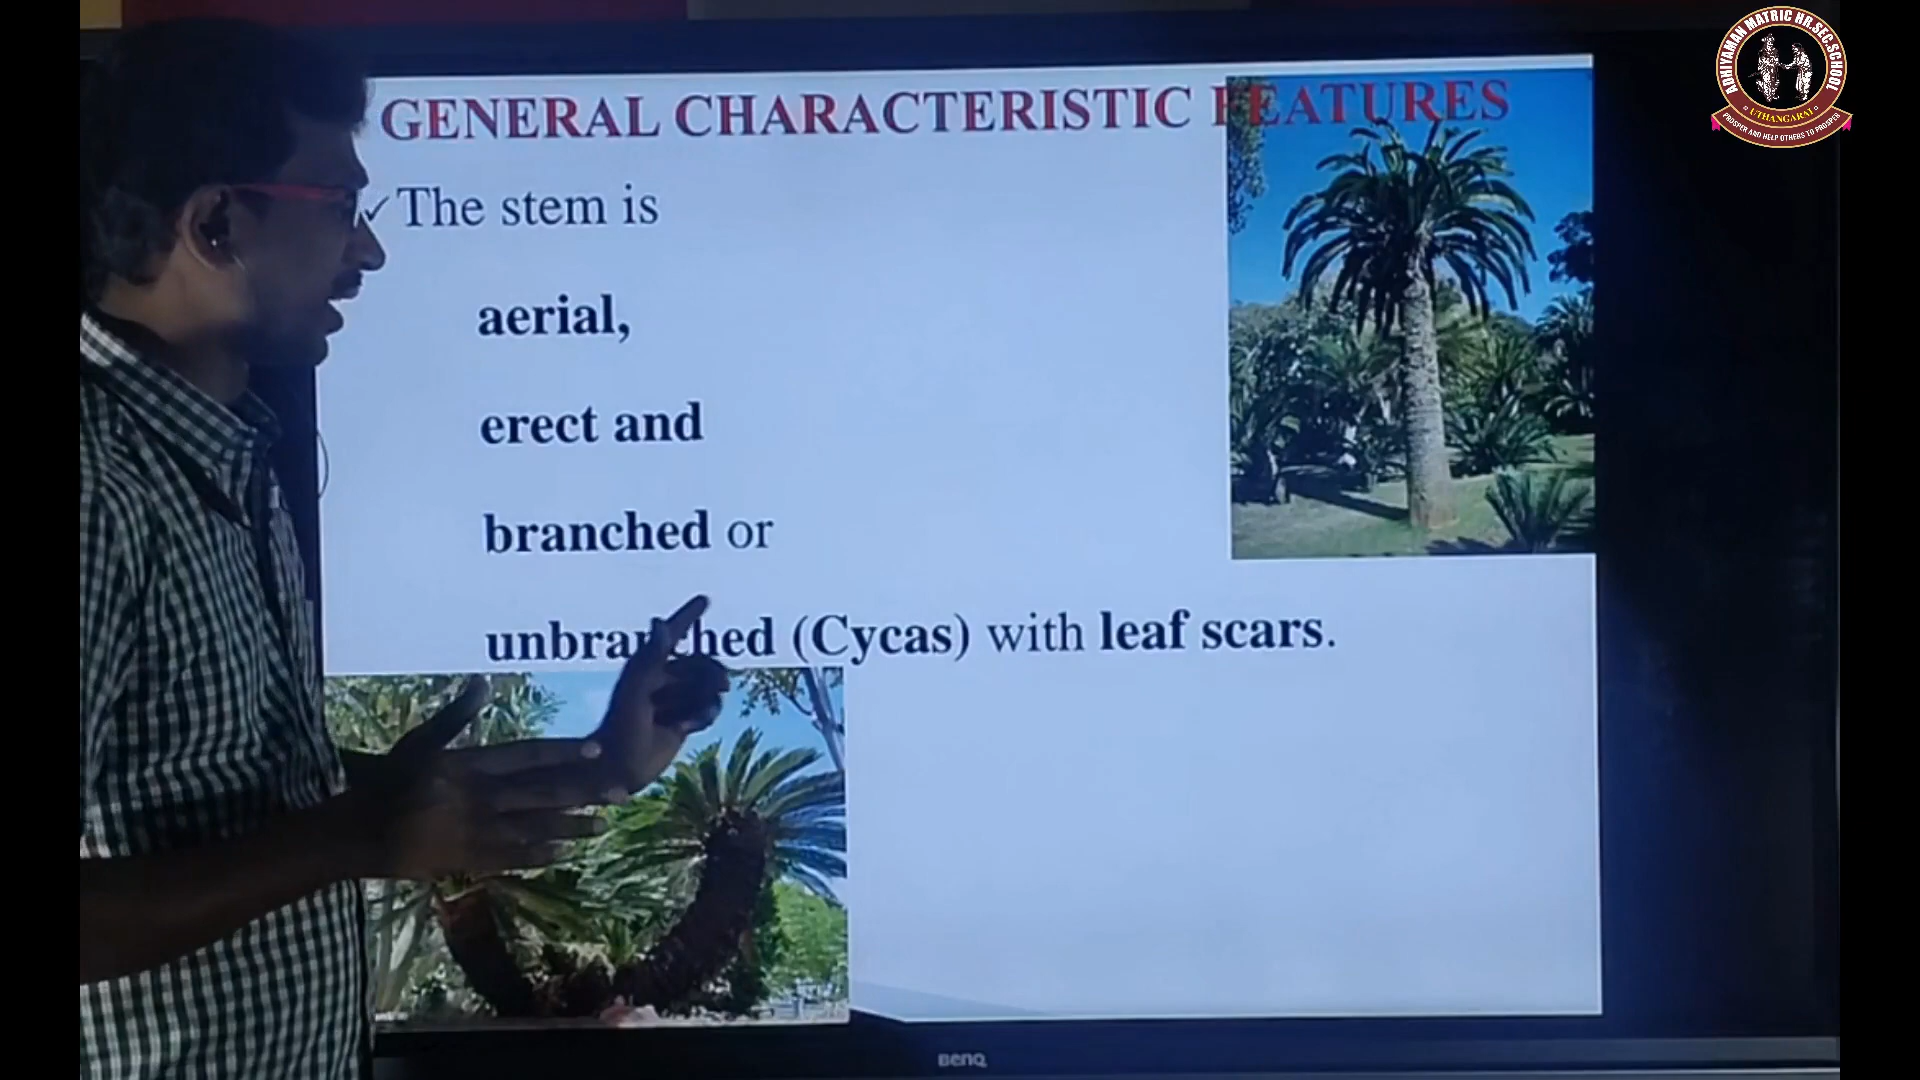 GENERAL CHARACTERISTIC FEATURES
✓The stem is
aerial,
erect and
branched or
unbranched (Cycas) with leaf scars.
ADHIYAMAN MATRIC HR.SEC.SCHOOL
UTHANGARAI
PROSPER AND HELP OTHERS TO PROSPER
BenQ